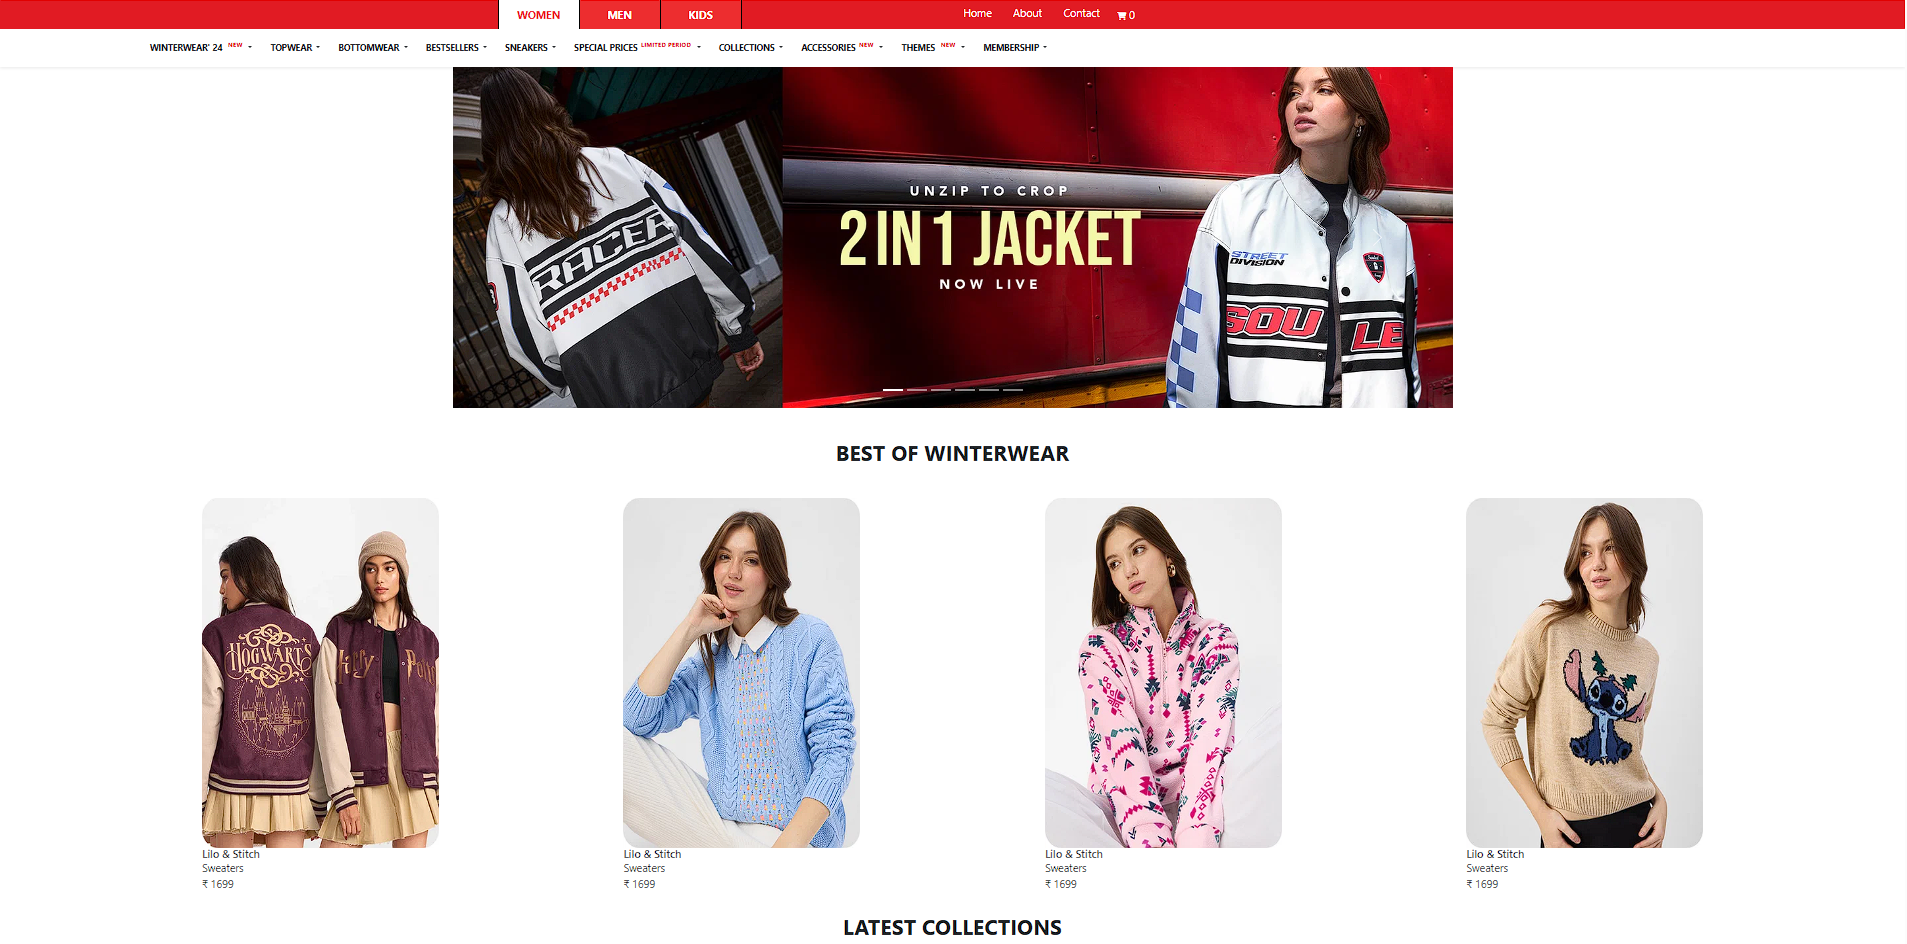 WOMEN MEN KIDS Home About Contact 0
WINTERWEAR' 24 NEW TOPWEAR BOTTOMWEAR BESTSELLERS SNEAKERS SPECIAL PRICES LIMITED PERIOD COLLECTIONS ACCESSORIES NEW THEMES NEW MEMBERSHIP
RACER
UNZIP TO CROP
2 IN 1 JACKET
NOW LIVE
STREET
DIVISION
SOU LE
BEST OF WINTERWEAR
HOGWARTS
Harry Pott
Lilo & Stitch
Sweaters
₹ 1699
Lilo & Stitch
Sweaters
₹ 1699
Lilo & Stitch
Sweaters
₹ 1699
Lilo & Stitch
Sweaters
₹ 1699
LATEST COLLECTIONS